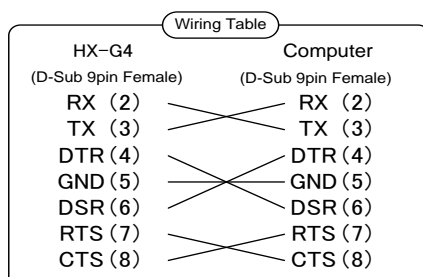 Wiring Table
HX-G4 Computer
(D-Sub 9pin Female) (D-Sub 9pin Female)
RX (2) RX (2)
TX (3) TX (3)
DTR (4) DTR (4)
GND (5) GND (5)
DSR (6) DSR (6)
RTS (7) RTS (7)
CTS (8) CTS (8)